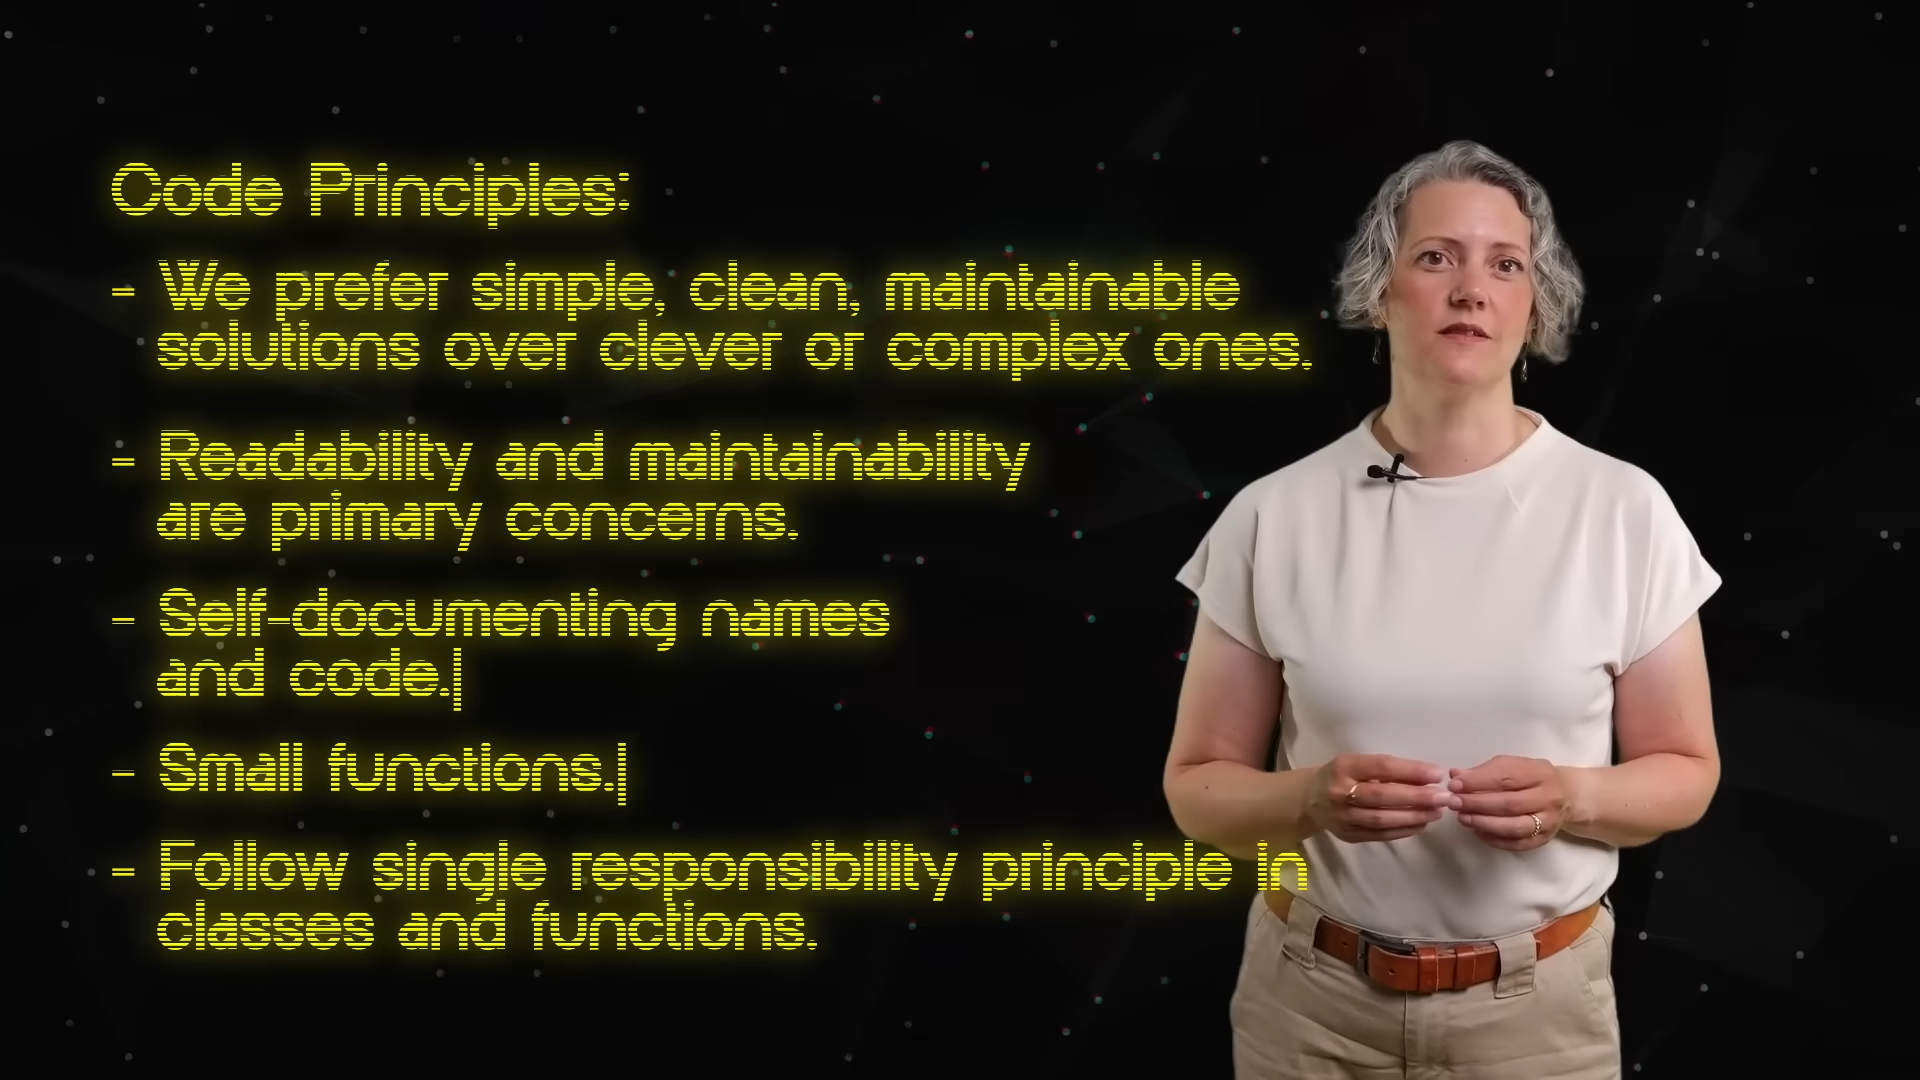 Code Principles:
- We prefer simple, clean, maintainable
solutions over clever or complex ones.
- Readability and maintainability
are primary concerns.
- Self-documenting names
and code.|
- Small functions.|
- Follow single responsibility principle in
classes and functions.